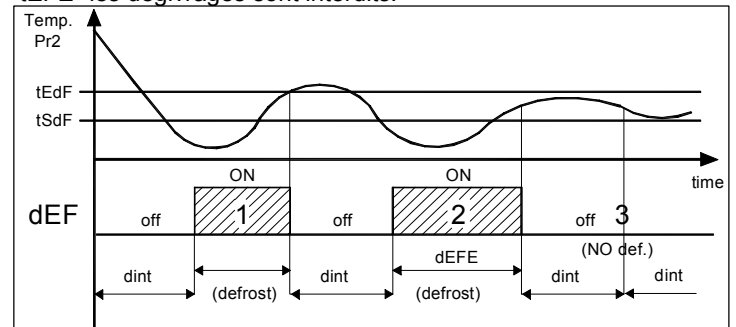 Temp.
Pr2
tEdF
tSdF
time
ON
ON
dEF
off
1
off
2
off
3
(NO def.)
dEFE
dint
(defrost)
dint
(defrost)
dint
dint